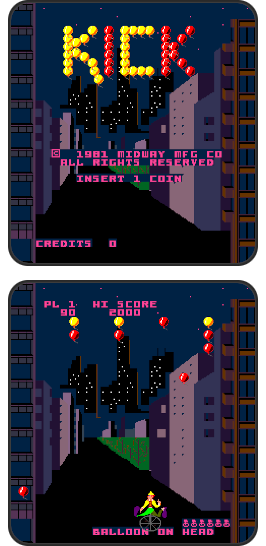 KICK
© 1981 MIDWAY MFG CO
ALL RIGHTS RESERVED
INSERT 1 COIN
CREDITS 0
PL 1 HI SCORE
90 2000
BALLOON ON HEAD